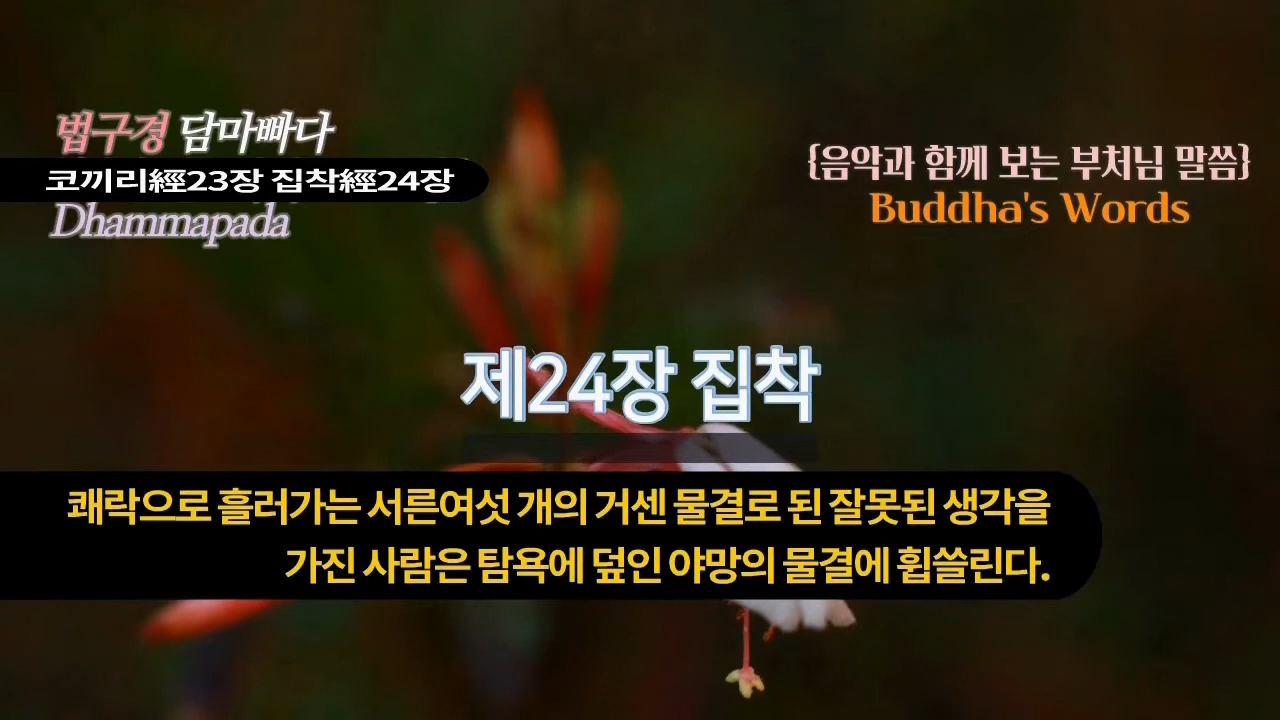 법구경 담마빠다
코끼리經23장 집착經24장
Dhammapada
{음악과 함께 보는 부처님 말씀}
Buddha's Words
제24장 집착
쾌락으로 흘러가는 서른여섯 개의 거센 물결로 된 잘못된 생각을
가진 사람은 탐욕에 덮인 야망의 물결에 휩쓸린다.